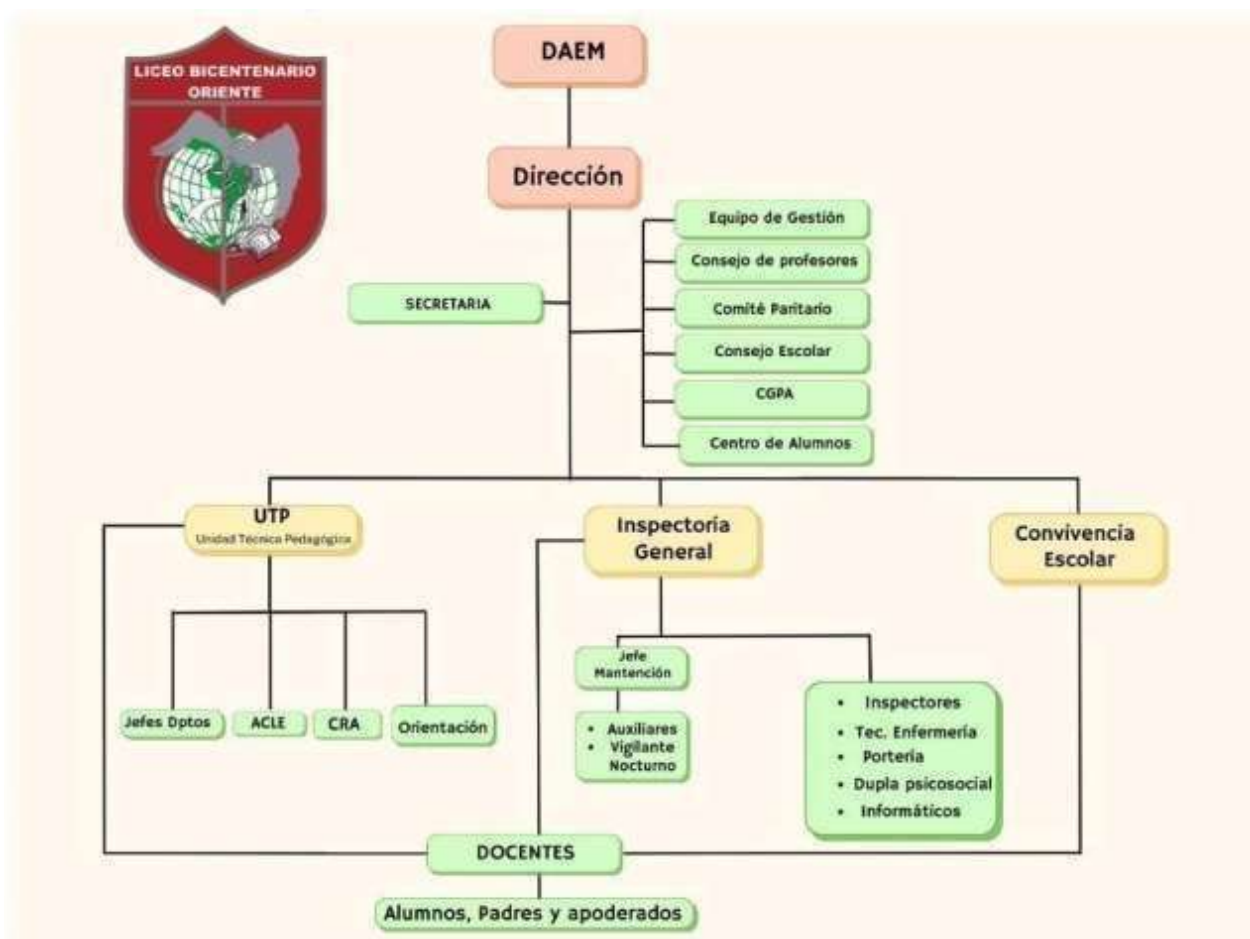 LICEO BICENTENARIO
ORIENTE
DAEM
Dirección
Equipo de Gestión
Consejo de profesores
SECRETARIA
Comité Paritario
Consejo Escolar
CGPA
Centro de Alumnos
UTP
Unidad Técnica Pedagógica
Inspectoría
General
Convivencia
Escolar
Jefes Dptos
ACLE
CRA
Orientación
Jefe
Mantención
• Auxiliares
• Vigilante
Nocturno
• Inspectores
• Tec. Enfermería
• Portería
• Dupla psicosocial
• Informáticos
DOCENTES
Alumnos, Padres y apoderados